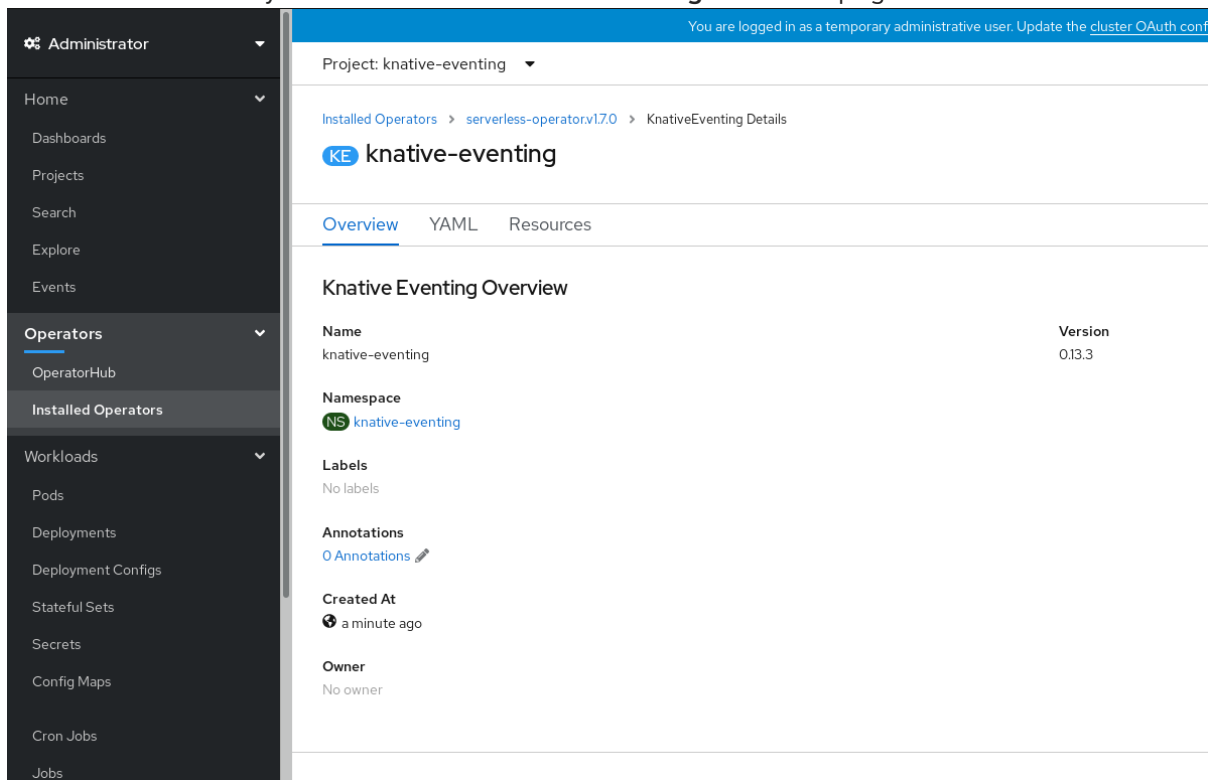 Administrator
You are logged in as a temporary administrative user. Update the cluster OAuth conf
Project: knative-eventing
Home
Dashboards
Projects
Search
Explore
Events
Operators
OperatorHub
Installed Operators
Workloads
Pods
Deployments
Deployment Configs
Stateful Sets
Secrets
Config Maps
Cron Jobs
Jobs
Installed Operators > serverless-operator.v1.7.0 > KnativeEventing Details
KE knative-eventing
Overview YAML Resources
Knative Eventing Overview
Name
knative-eventing
Version
0.13.3
Namespace
NS knative-eventing
Labels
No labels
Annotations
0 Annotations
Created At
a minute ago
Owner
No owner